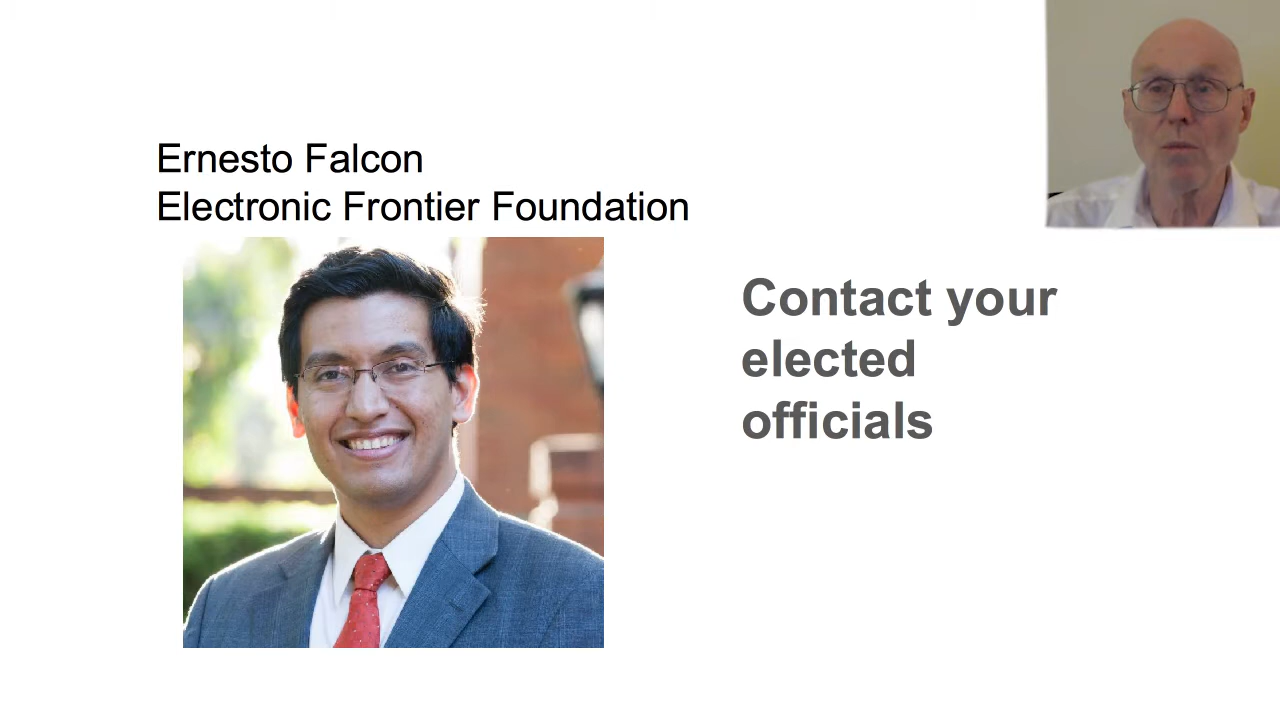 Ernesto Falcon
Electronic Frontier Foundation
Contact your
elected
officials